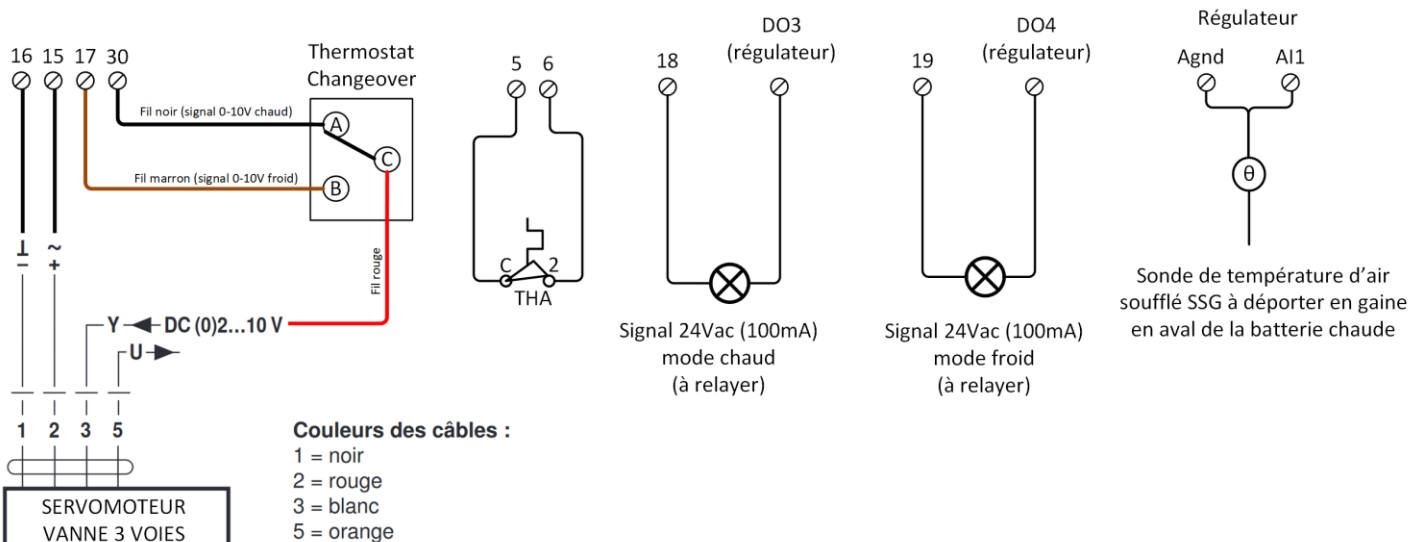 16 15 17 30
Thermostat
Changeover
Fil noir (signal 0-10V chaud)
A
C
Fil marron (signal 0-10V froid)
B
Fil rouge
⊥
–
~
+
Y
DC (0)2...10 V
U
1 2 3 5
SERVOMOTEUR
VANNE 3 VOIES
Couleurs des câbles :
1 = noir
2 = rouge
3 = blanc
5 = orange
5 6
C 2
THA
DO3
(régulateur)
18
Signal 24Vac (100mA)
mode chaud
(à relayer)
DO4
(régulateur)
19
Signal 24Vac (100mA)
mode froid
(à relayer)
Régulateur
Agnd AI1
θ
Sonde de température d'air
soufflé SSG à déporter en gaine
en aval de la batterie chaude